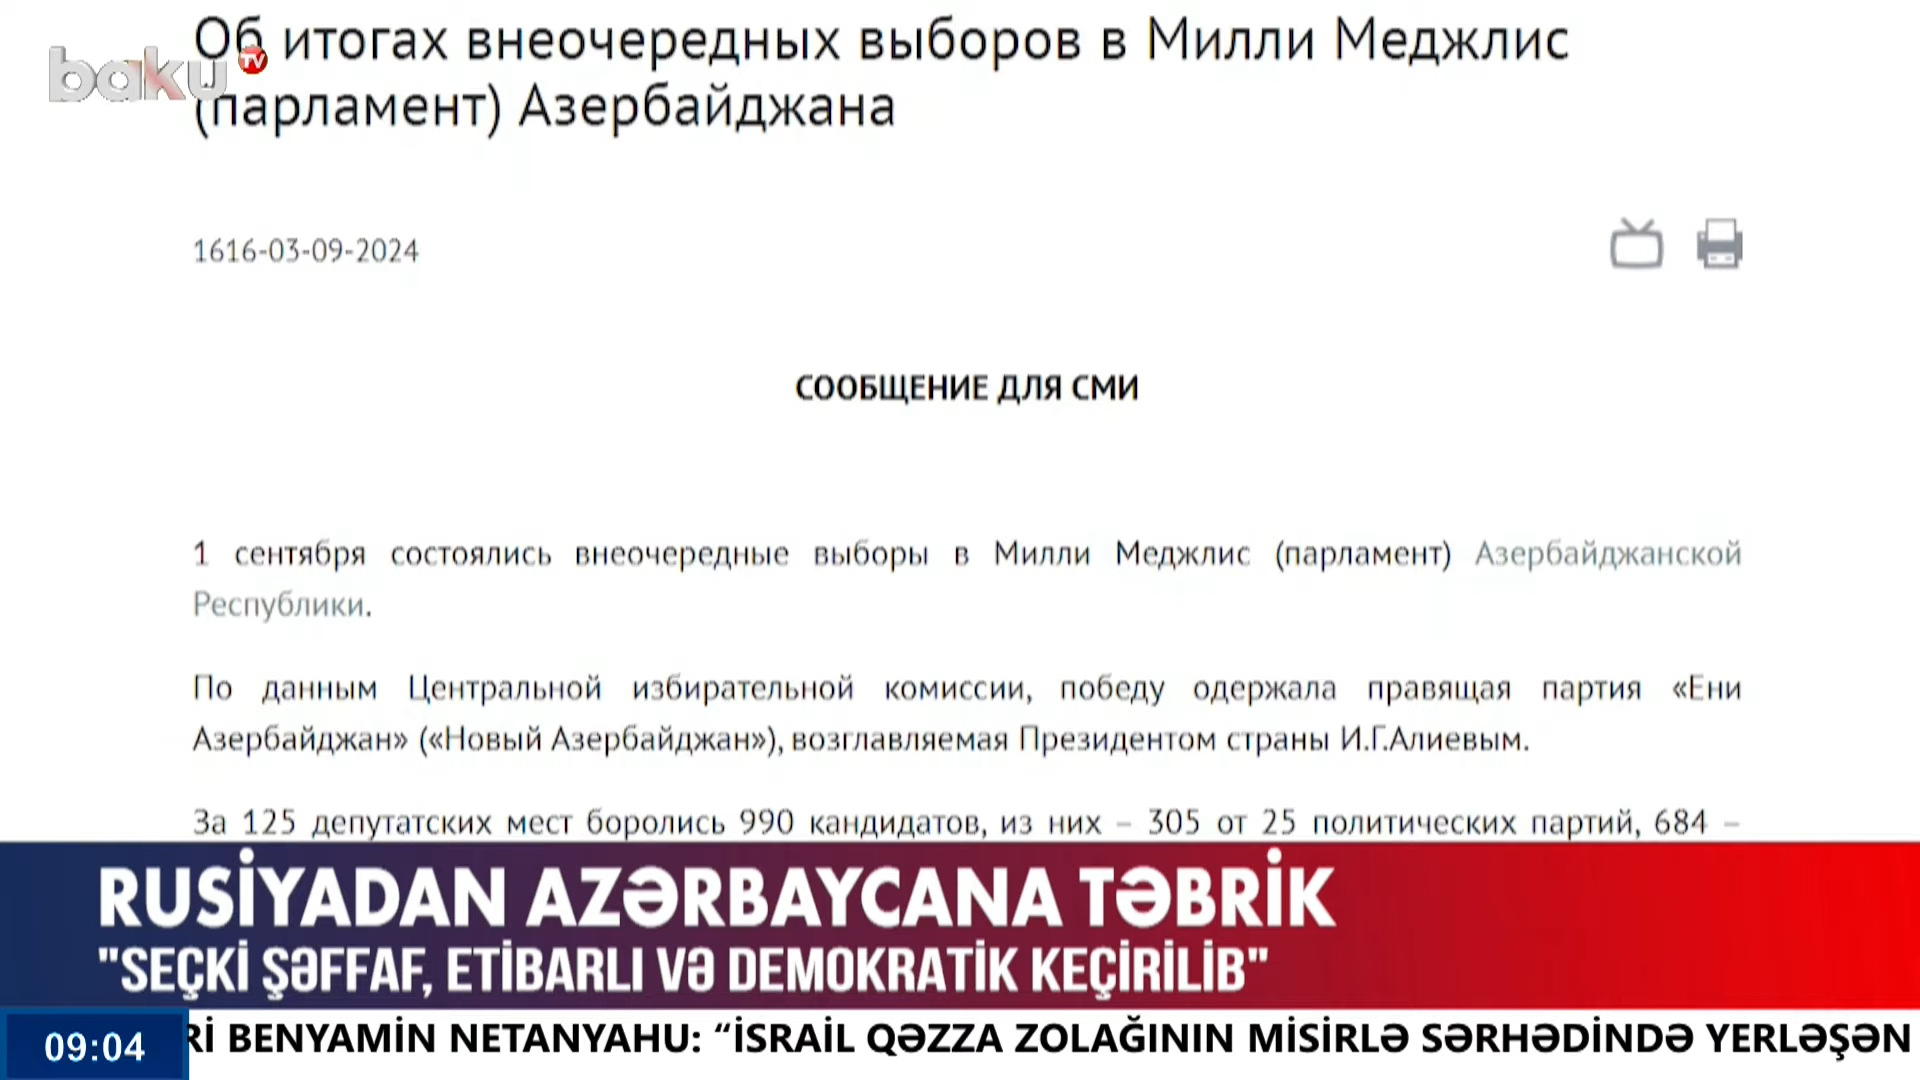 Об итогах внеочередных выборов в Милли Меджлис
baku TV
(парламент) Азербайджана
1616-03-09-2024
СООБЩЕНИЕ ДЛЯ СМИ
1 сентября состоялись внеочередные выборы в Милли Меджлис (парламент) Азербайджанской
Республики.
По данным Центральной избирательной комиссии, победу одержала правящая партия «Ени
Азербайджан» («Новый Азербайджан»), возглавляемая Президентом страны И.Г.Алиевым.
За 125 депутатских мест боролись 990 кандидатов, из них – 305 от 25 политических партий, 684 –
RUSİYADAN AZƏRBAYCANA TƏBRİK
"SEÇKİ ŞƏFFAF, ETİBARLI VƏ DEMOKRATİK KEÇİRİLİB"
09:04 Rİ BENYAMİN NETANYAHU: “İSRAİL QƏZZA ZOLAĞININ MİSİRLƏ SƏRHƏDİNDƏ YERLƏŞƏN